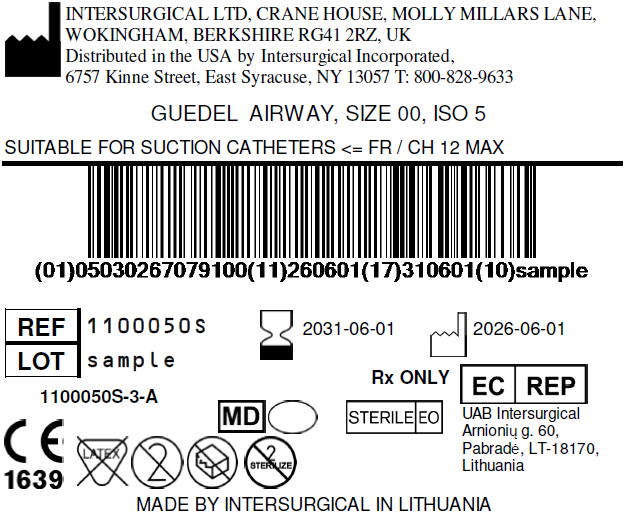 INTERSURGICAL LTD, CRANE HOUSE, MOLLY MILLARS LANE,
WOKINGHAM, BERKSHIRE RG41 2RZ, UK
Distributed in the USA by Intersurgical Incorporated,
6757 Kinne Street, East Syracuse, NY 13057 T: 800-828-9633
GUEDEL AIRWAY, SIZE 00, ISO 5
SUITABLE FOR SUCTION CATHETERS <= FR / CH 12 MAX
(01)05030267079100(11)260601(17)310601(10)sample
REF 1100050S
2031-06-01
2026-06-01
LOT sample
1100050S-3-A
Rx ONLY
EC REP
MD
STERILE EO
UAB Intersurgical
Arnionių g. 60,
Pabradė, LT-18170,
Lithuania
CE
1639
LATEX
2
2
STERILIZE
MADE BY INTERSURGICAL IN LITHUANIA